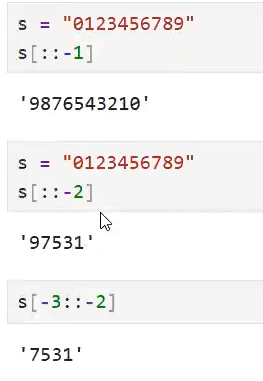 s = "0123456789"
s[::-1]
'9876543210'
s = "0123456789"
s[::-2]
'97531'
s[-3::-2]
'7531'